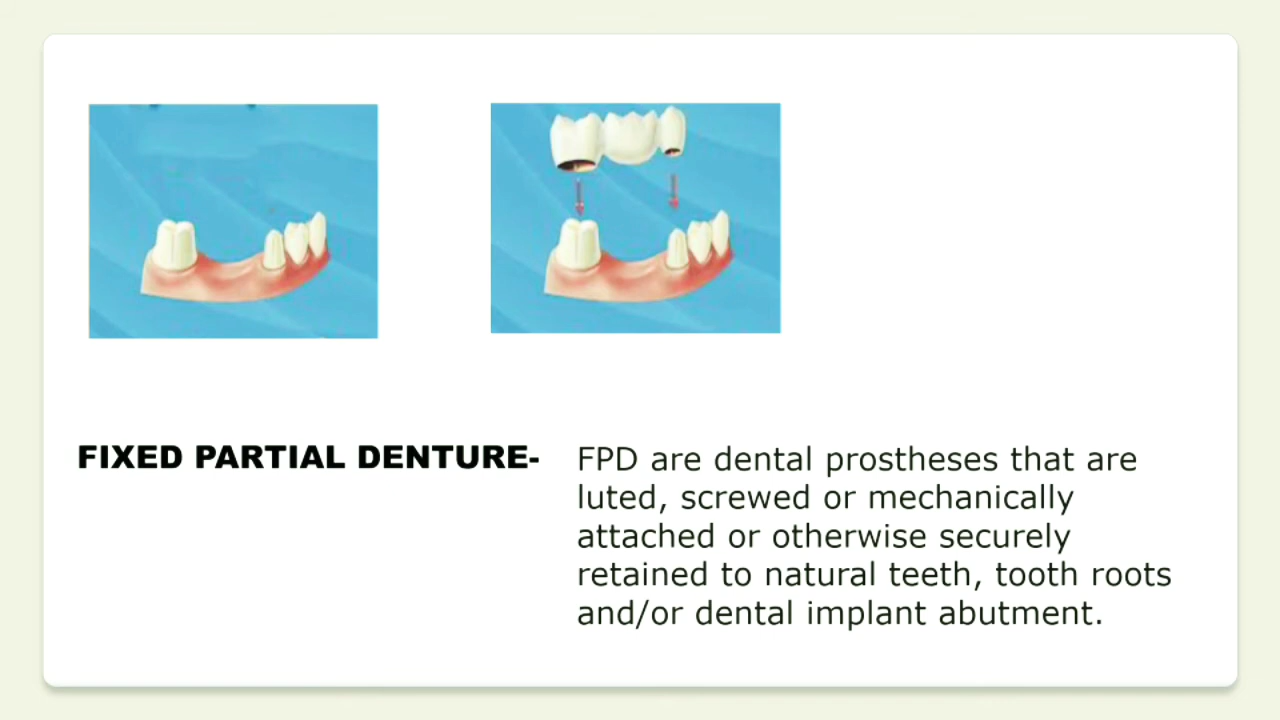 FIXED PARTIAL DENTURE-
FPD are dental prostheses that are
luted, screwed or mechanically
attached or otherwise securely
retained to natural teeth, tooth roots
and/or dental implant abutment.